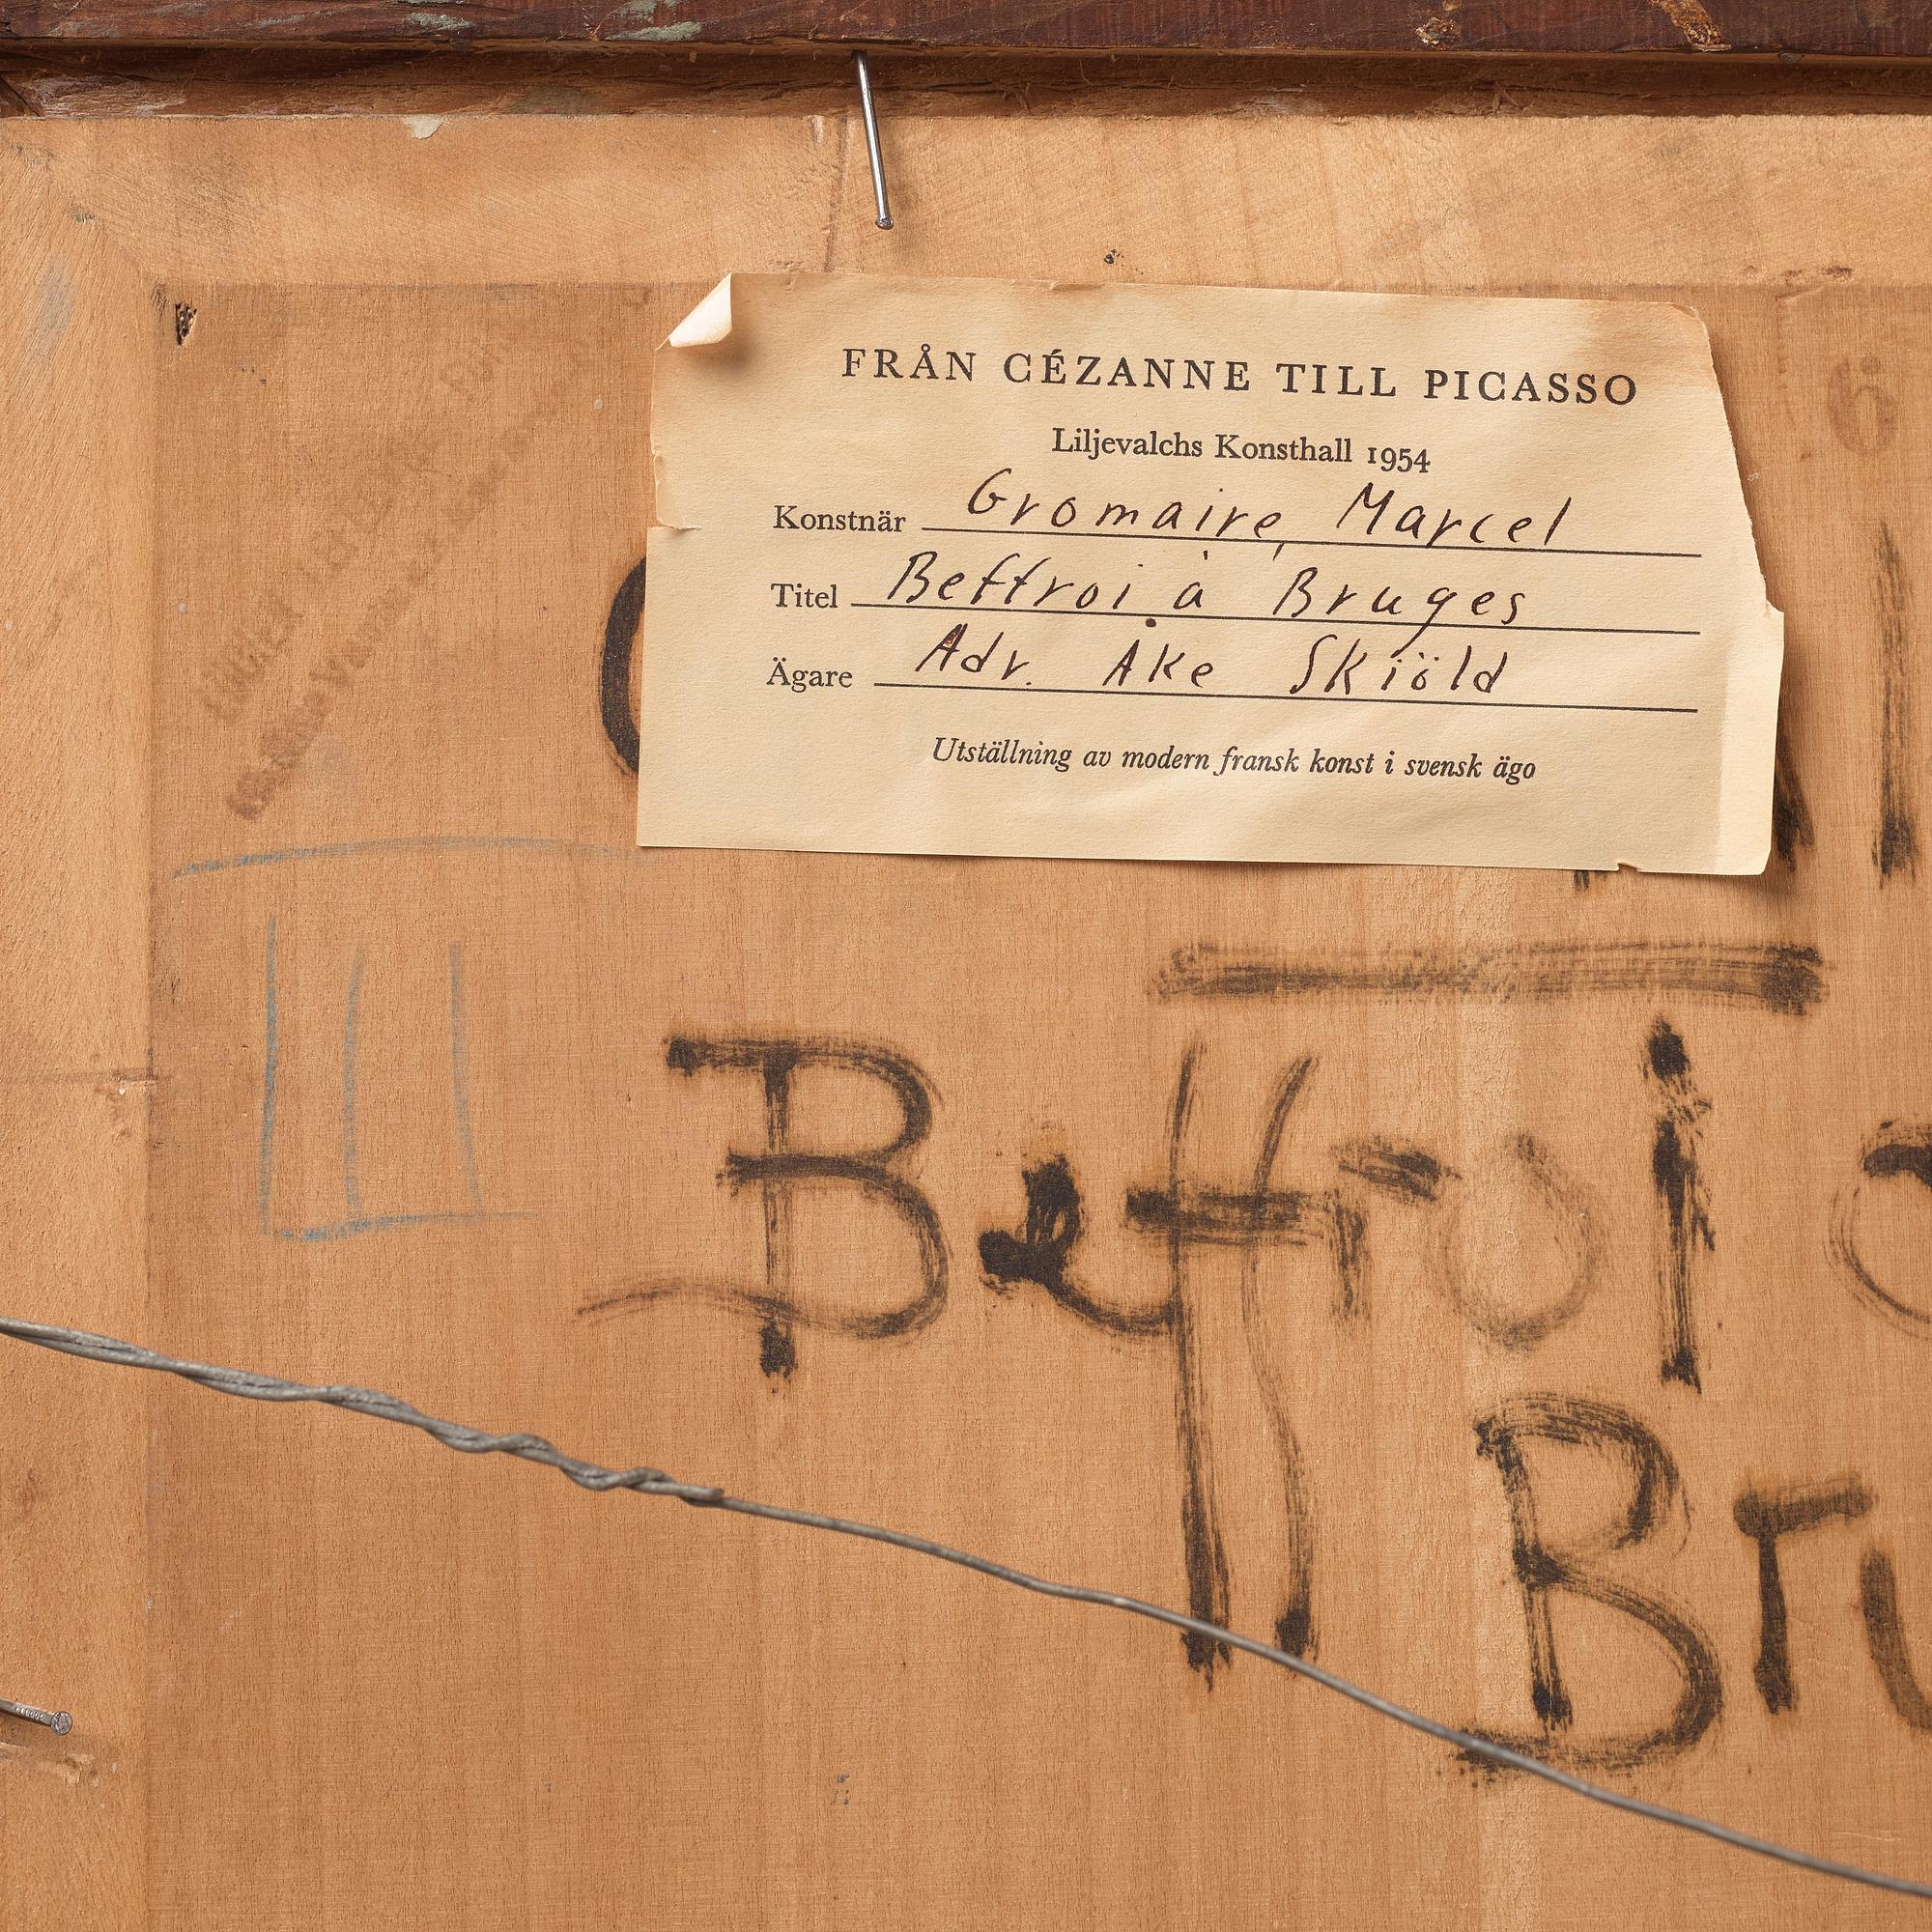 FRÅN CÉZANNE TILL PICASSO
Liljevalchs Konsthall 1954
Konstnär Gromaire, Marcel
Titel Beffroi à Bruges
Ägare Adv. Åke Skiöld
Utställning av modern fransk konst i svensk ägo
Beffroi
Bru